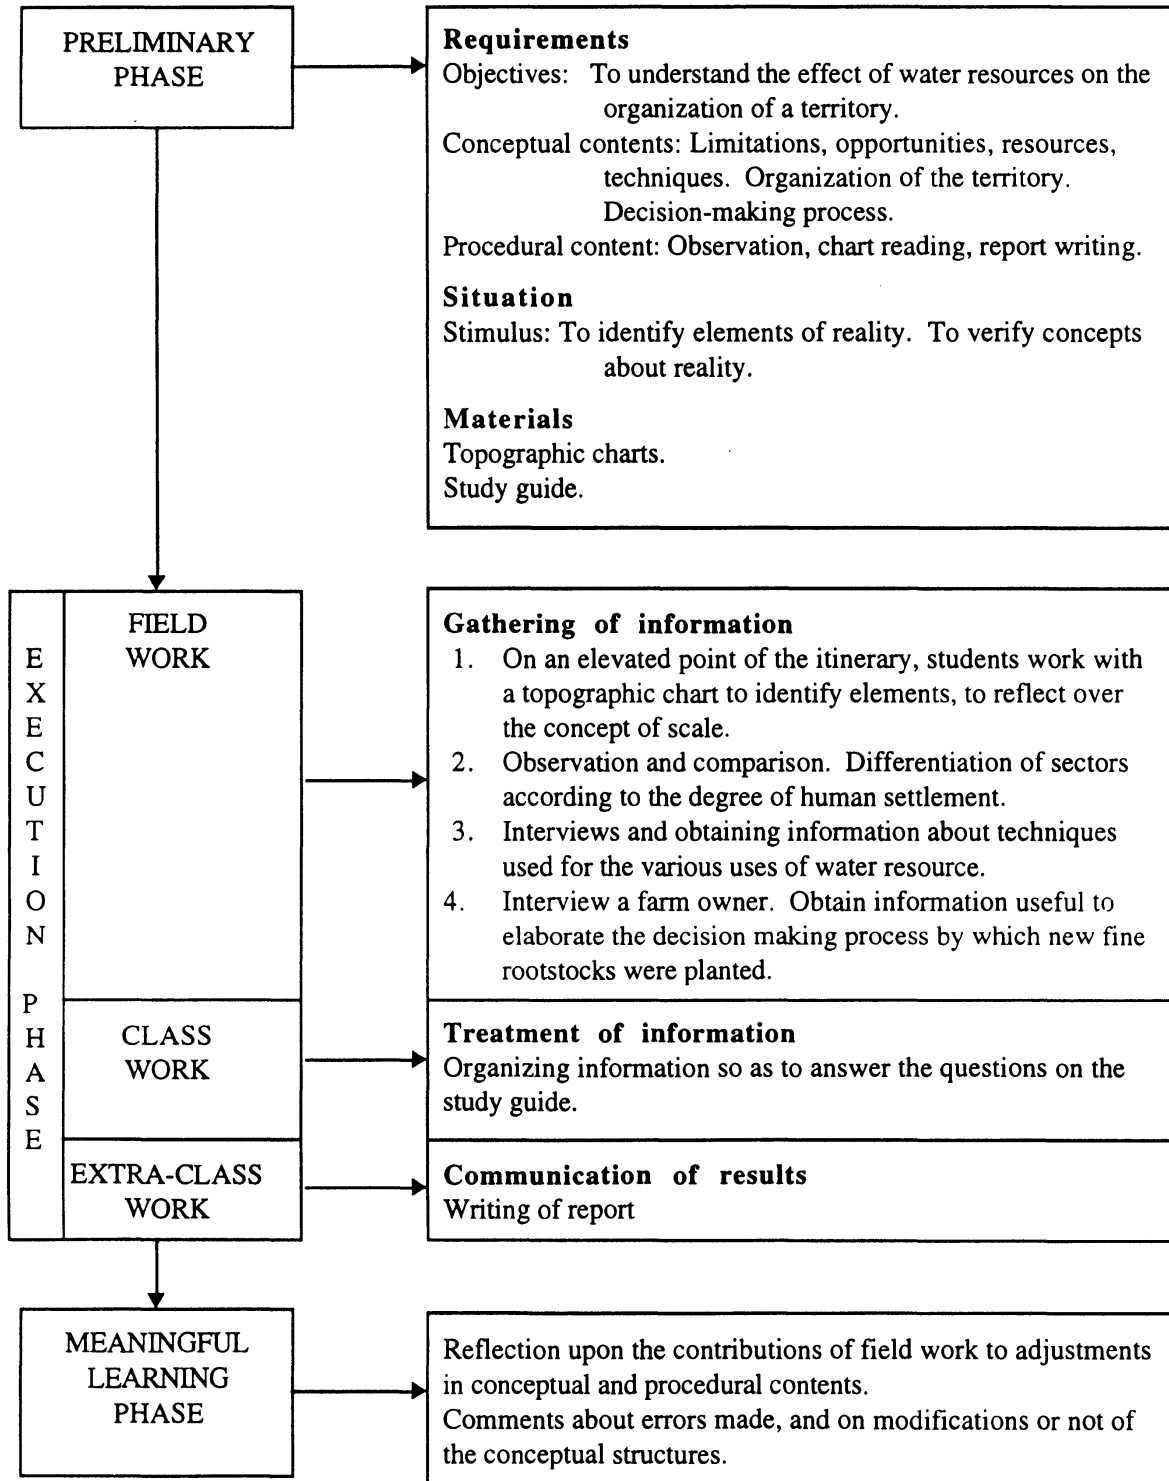 PRELIMINARY
PHASE
Requirements
Objectives: To understand the effect of water resources on the
organization of a territory.
Conceptual contents: Limitations, opportunities, resources,
techniques. Organization of the territory.
Decision-making process.
Procedural content: Observation, chart reading, report writing.
Situation
Stimulus: To identify elements of reality. To verify concepts
about reality.
Materials
Topographic charts.
Study guide.
EXECUTION PHASE
FIELD
WORK
Gathering of information
1. On an elevated point of the itinerary, students work with
a topographic chart to identify elements, to reflect over
the concept of scale.
2. Observation and comparison. Differentiation of sectors
according to the degree of human settlement.
3. Interviews and obtaining information about techniques
used for the various uses of water resource.
4. Interview a farm owner. Obtain information useful to
elaborate the decision making process by which new fine
rootstocks were planted.
CLASS
WORK
Treatment of information
Organizing information so as to answer the questions on the
study guide.
EXTRA-CLASS
WORK
Communication of results
Writing of report
MEANINGFUL
LEARNING
PHASE
Reflection upon the contributions of field work to adjustments
in conceptual and procedural contents.
Comments about errors made, and on modifications or not of
the conceptual structures.